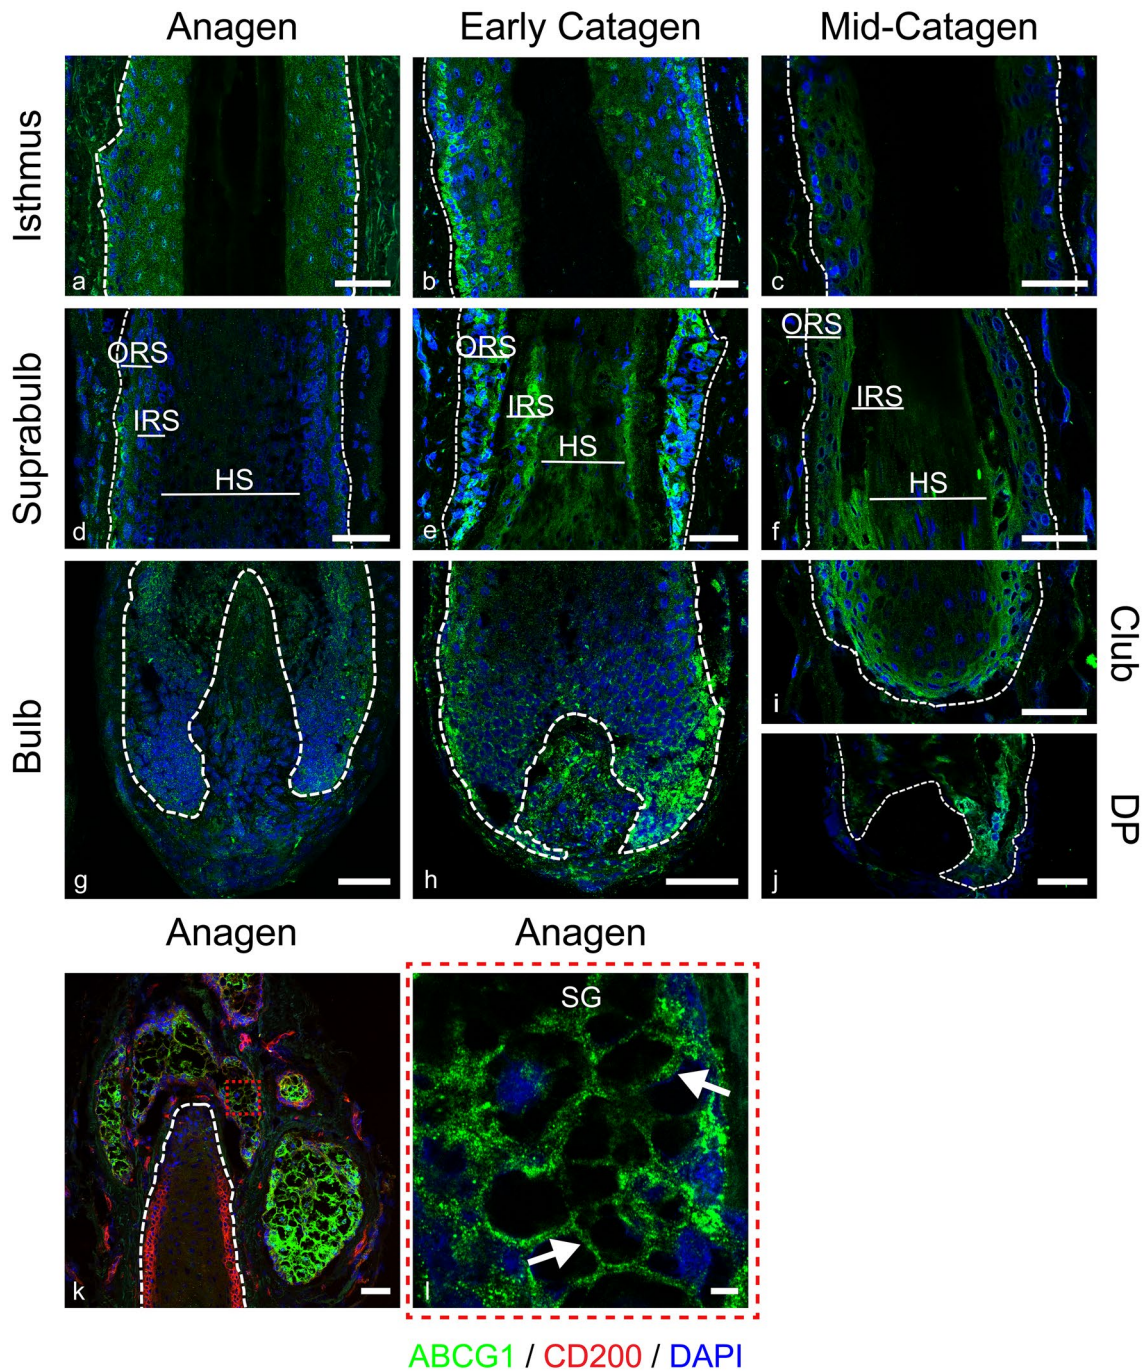 Anagen
Early Catagen
Mid-Catagen
Isthmus
a
b
c
Suprabulb
ORS
IRS
HS
d
ORS
IRS
HS
e
ORS
IRS
HS
f
Bulb
g
h
i
Club
j
DP
Anagen
Anagen
k
SG
l
ABCG1 / CD200 / DAPI